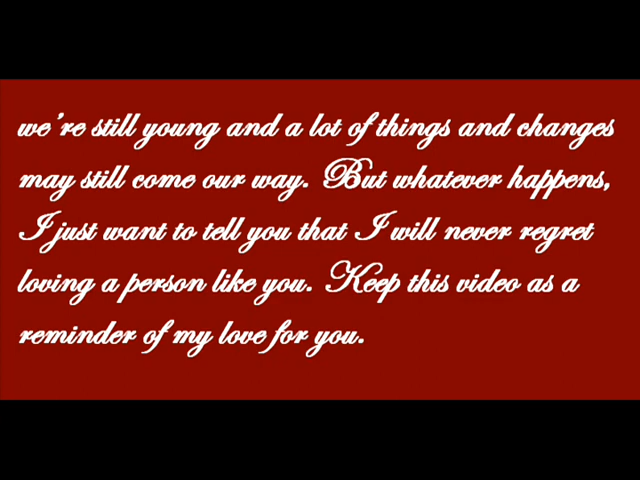 we're still young and a lot of things and changes
may still come our way. But whatever happens,
I just want to tell you that I will never regret
loving a person like you. Keep this video as a
reminder of my love for you.